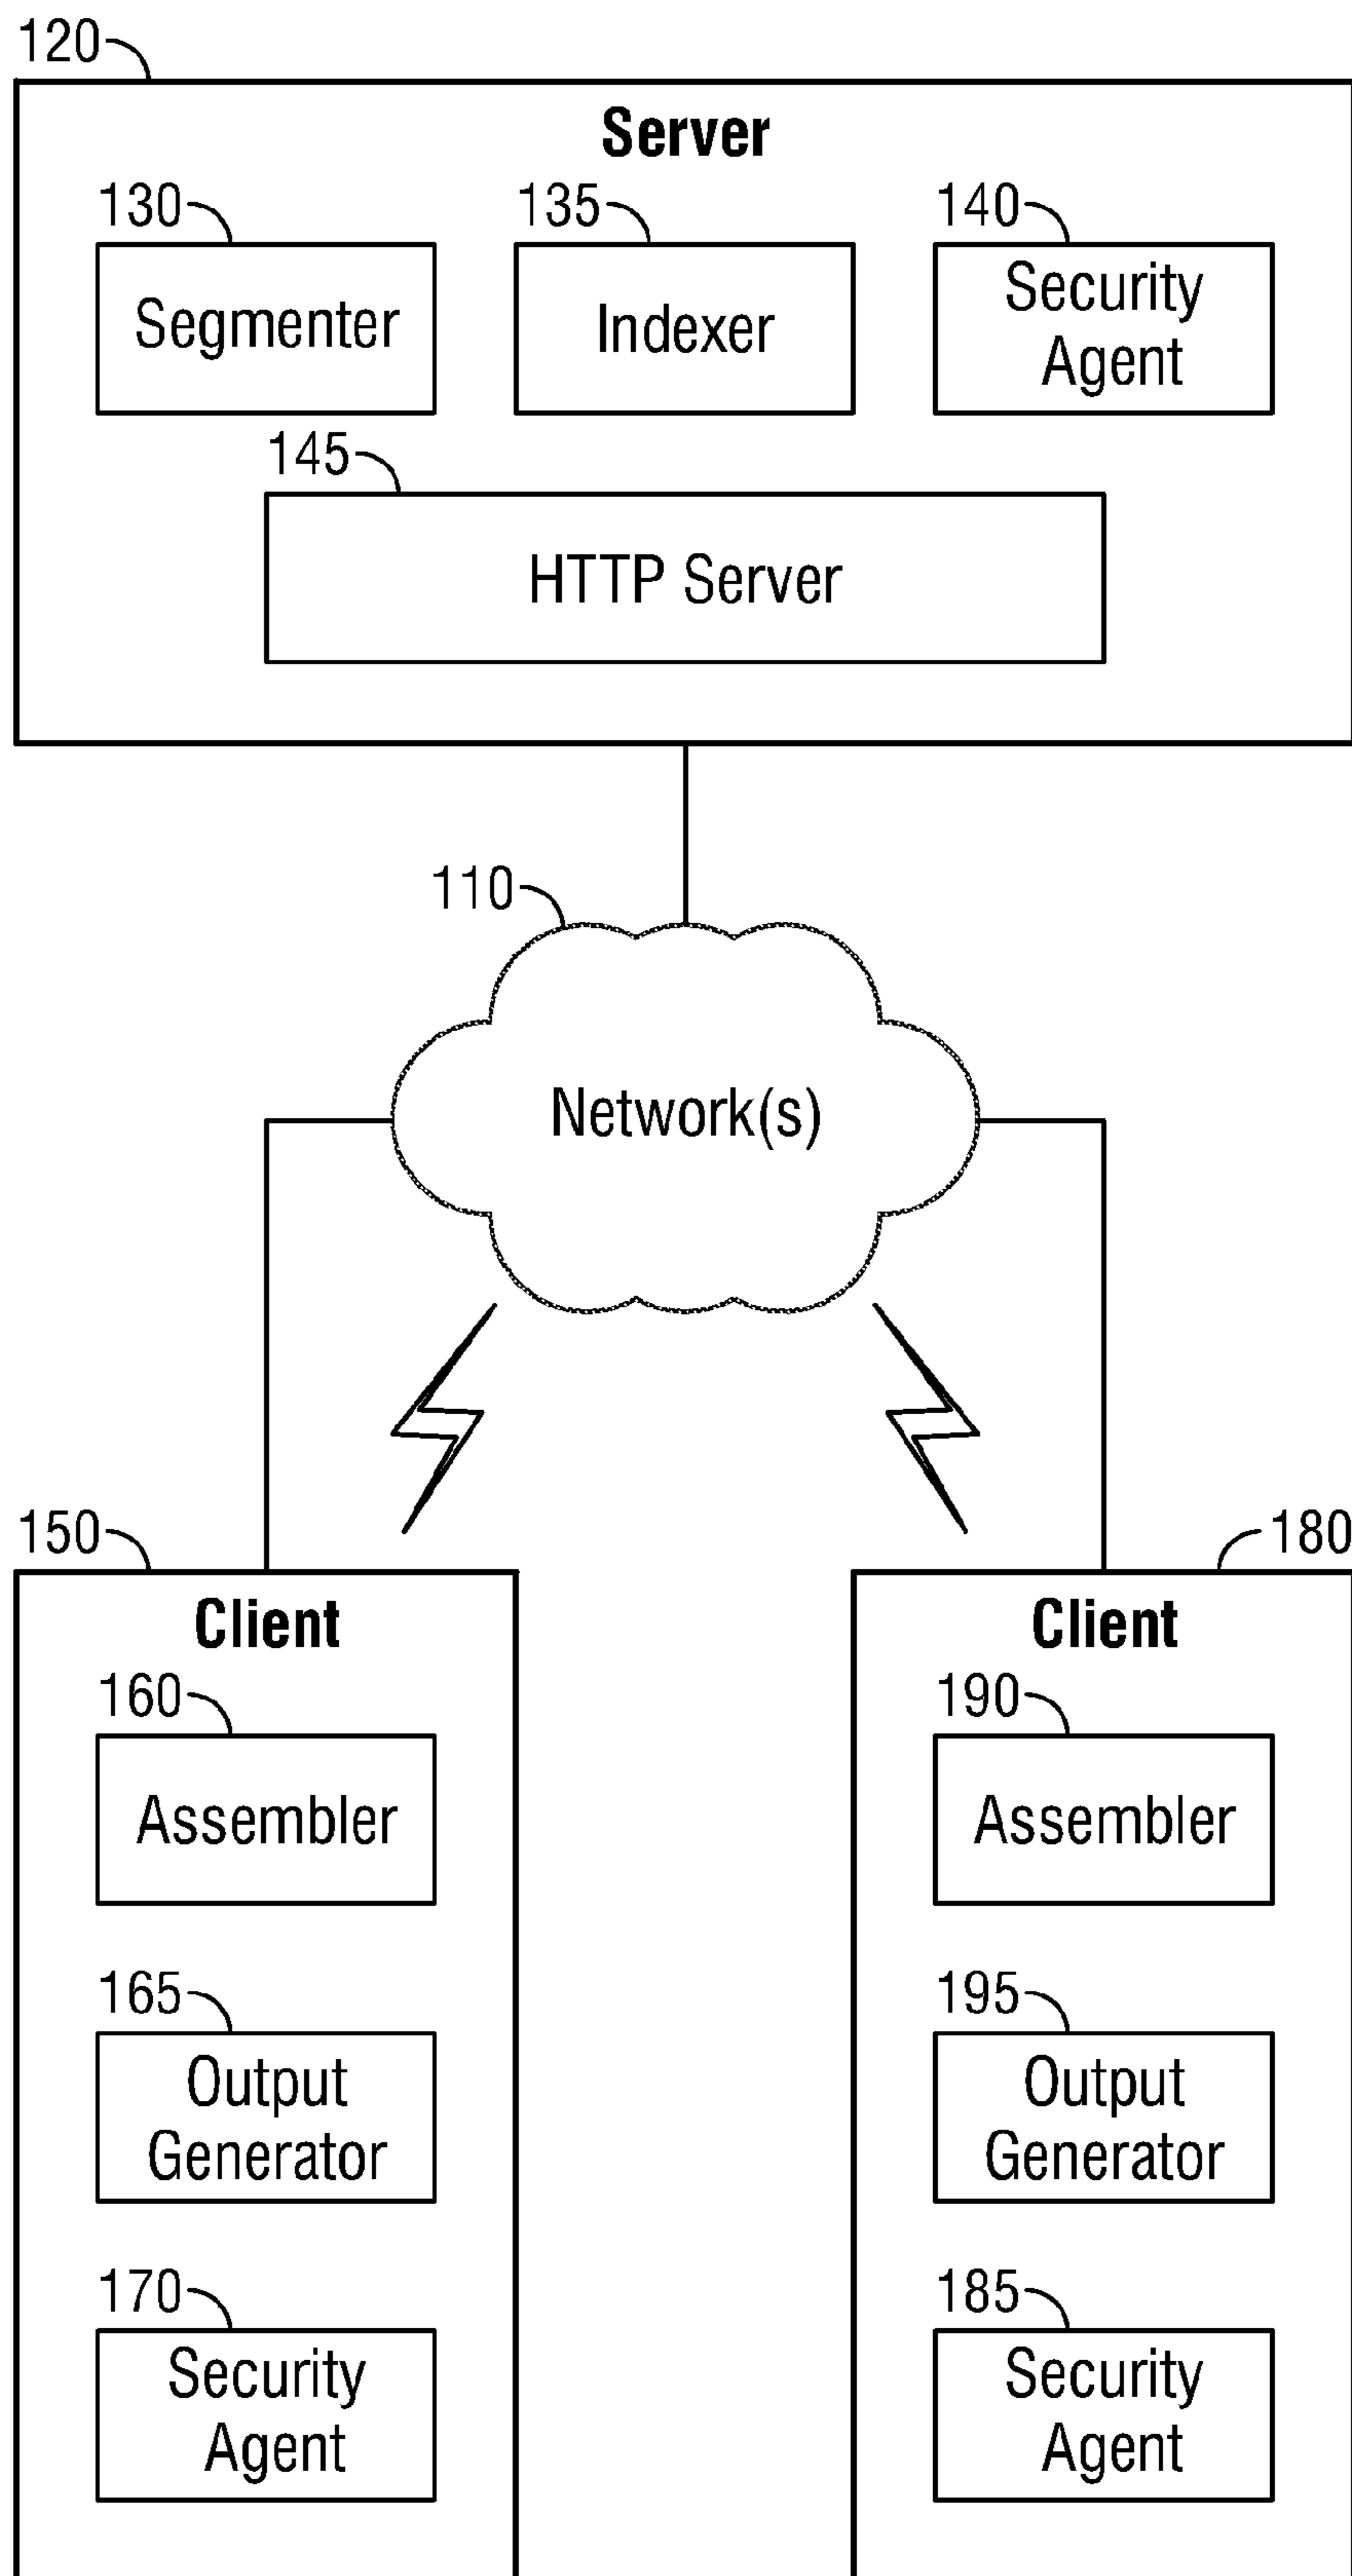 120
Server
130
135
140
Segmenter
Indexer
Security
Agent
145
HTTP Server
110
Network(s)
150
180
Client
160
Assembler
165
Output
Generator
170
Security
Agent
Client
190
Assembler
195
Output
Generator
185
Security
Agent